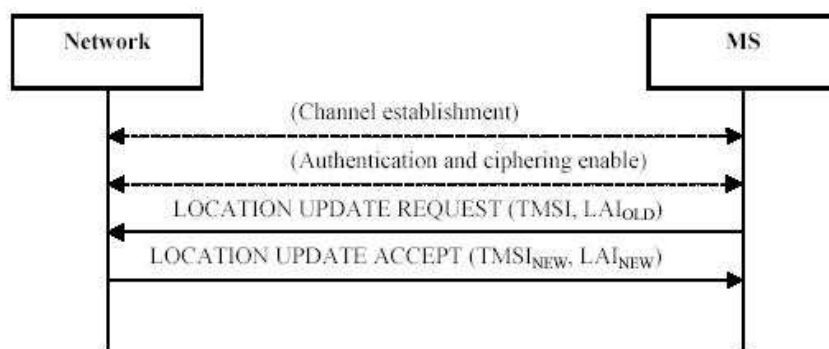 Network
MS
(Channel establishment)
(Authentication and ciphering enable)
LOCATION UPDATE REQUEST (TMSI, LAIOLD)
LOCATION UPDATE ACCEPT (TMSINEW, LAINEW)